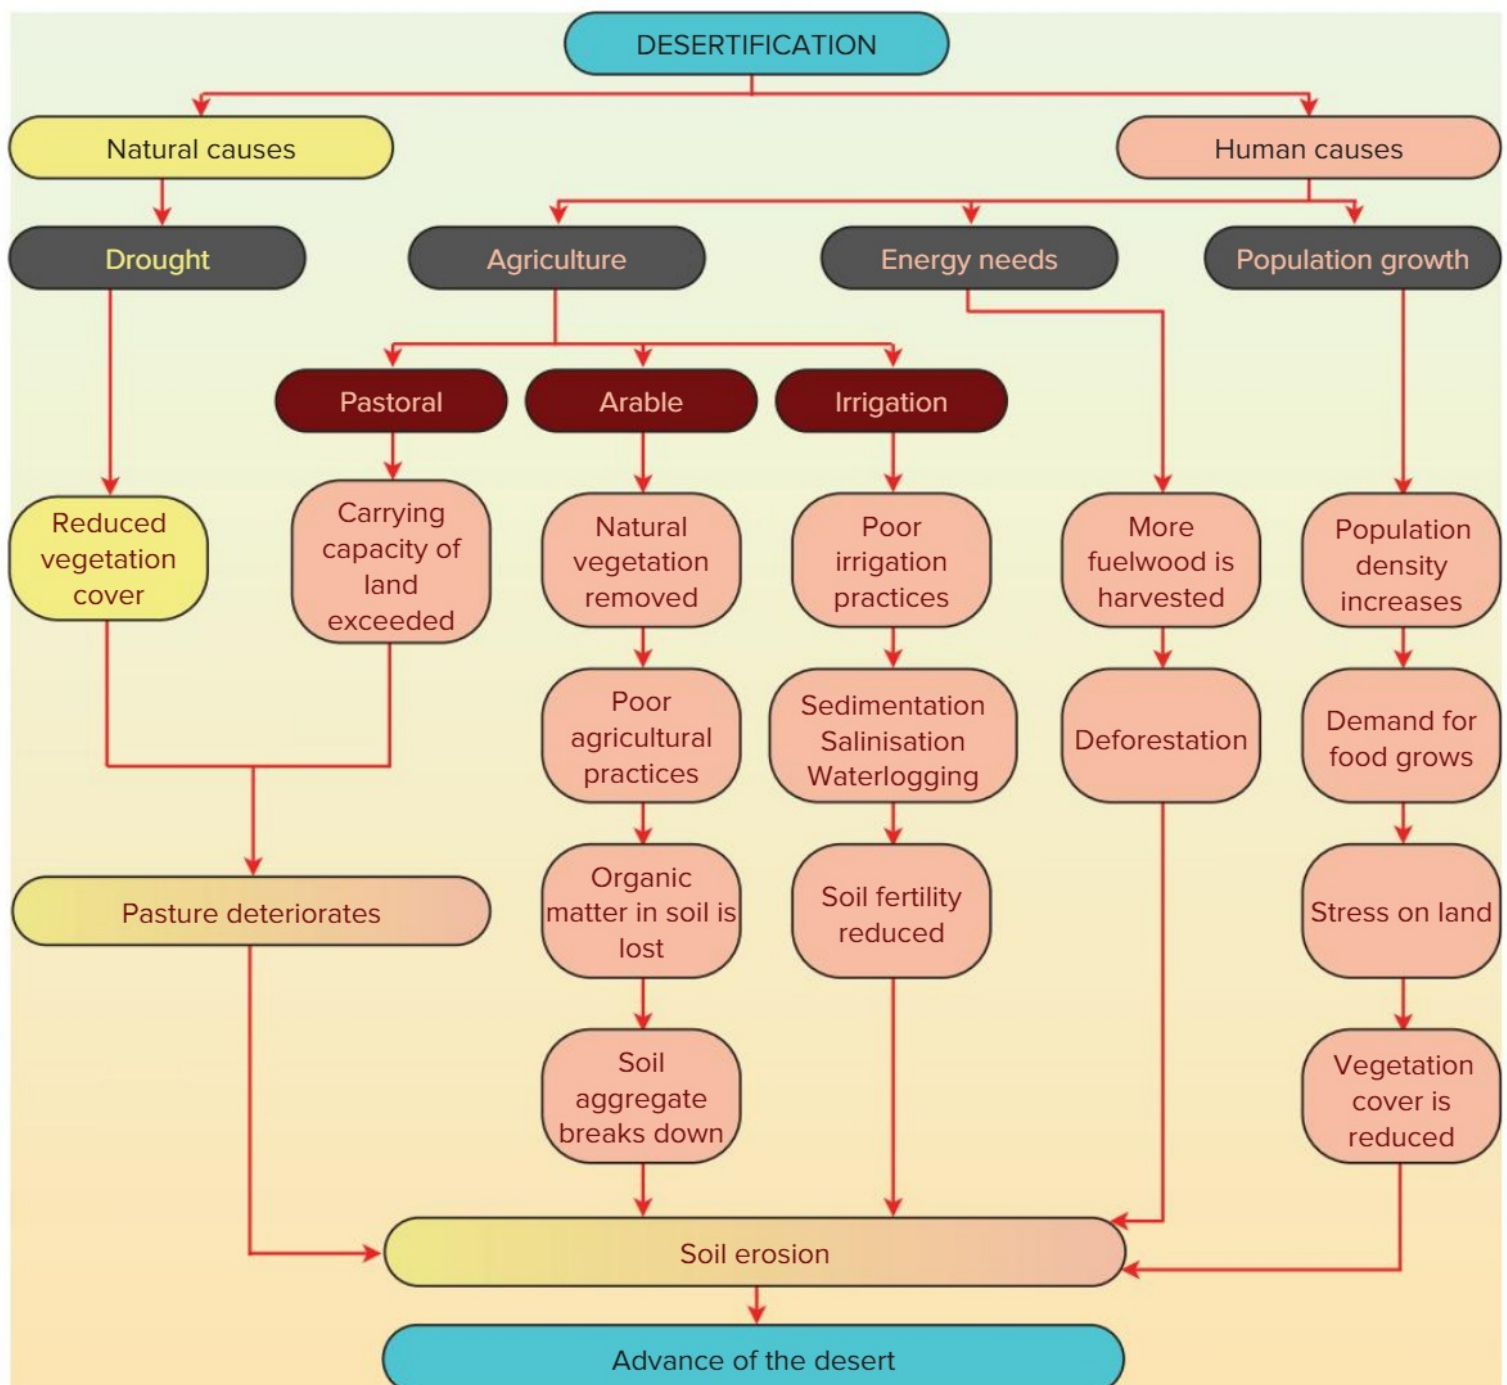 DESERTIFICATION
Natural causes
Human causes
Drought
Agriculture
Energy needs
Population growth
Pastoral
Arable
Irrigation
Reduced
vegetation
cover
Carrying
capacity of
land
exceeded
Natural
vegetation
removed
Poor
irrigation
practices
More
fuelwood is
harvested
Population
density
increases
Poor
agricultural
practices
Sedimentation
Salinisation
Waterlogging
Deforestation
Demand for
food grows
Pasture deteriorates
Organic
matter in soil is
lost
Soil fertility
reduced
Stress on land
Soil
aggregate
breaks down
Vegetation
cover is
reduced
Soil erosion
Advance of the desert